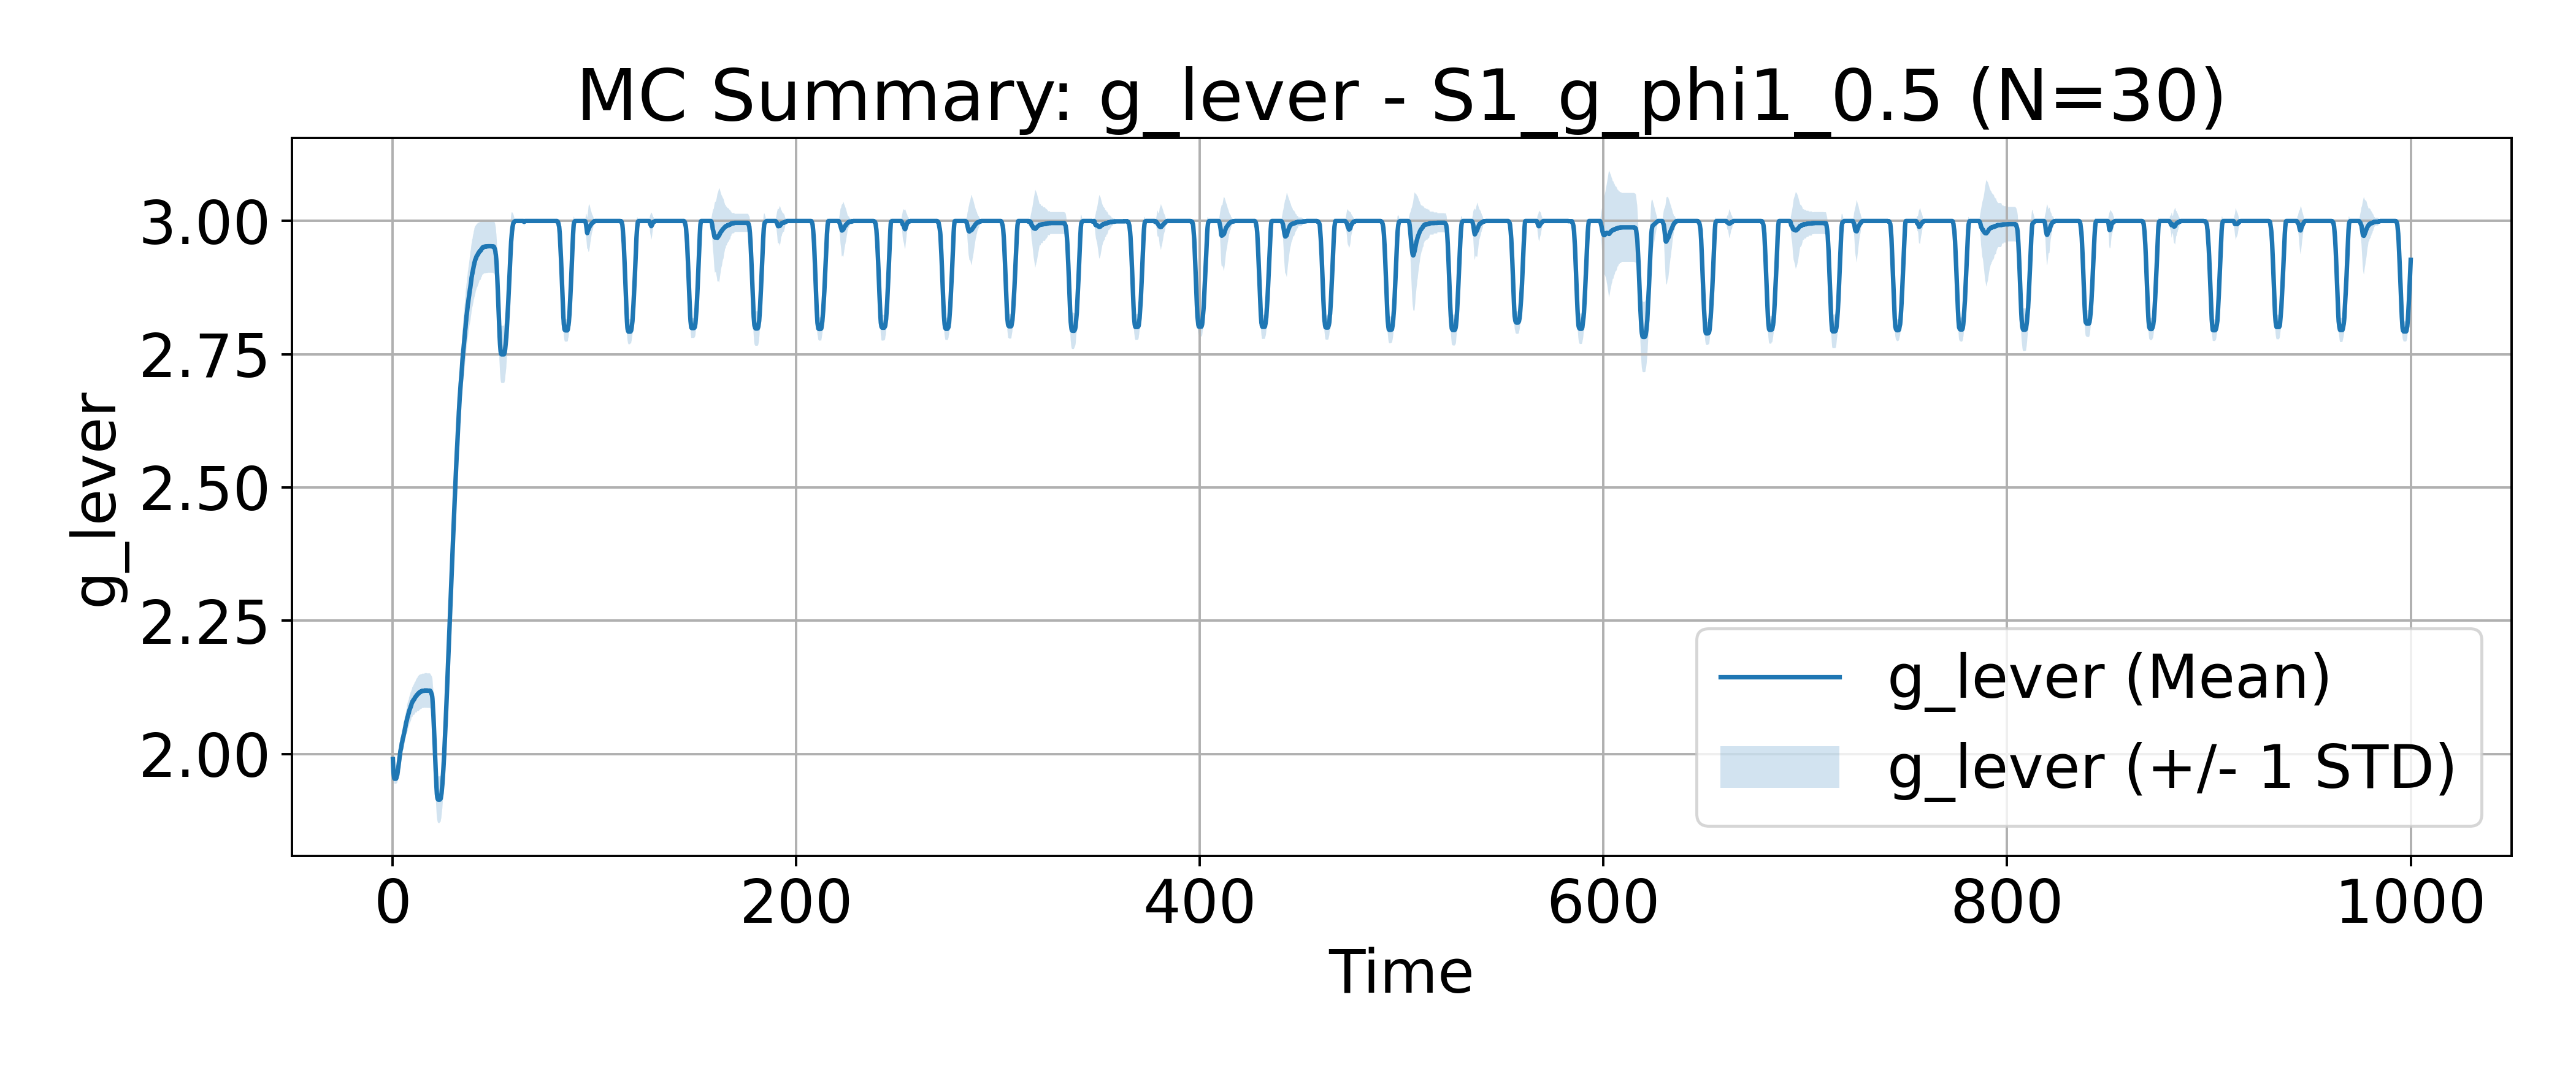 MC Summary: g_lever - S1_g_phi1_0.5 (N=30)
g_lever
3.00
2.75
2.50
2.25
2.00
g_lever (Mean)
g_lever (+/- 1 STD)
0 200 400 600 800 1000
Time